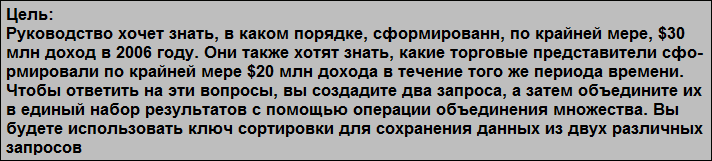 Цель:
Руководство хочет знать, в каком порядке, сформированн, по крайней мере, $30
млн доход в 2006 году. Они также хотят знать, какие торговые представители сфо-
рмировали по крайней мере $20 млн дохода в течение того же периода времени.
Чтобы ответить на эти вопросы, вы создадите два запроса, а затем объедините их
в единый набор результатов с помощью операции объединения множества. Вы
будете использовать ключ сортировки для сохранения данных из двух различных
запросов